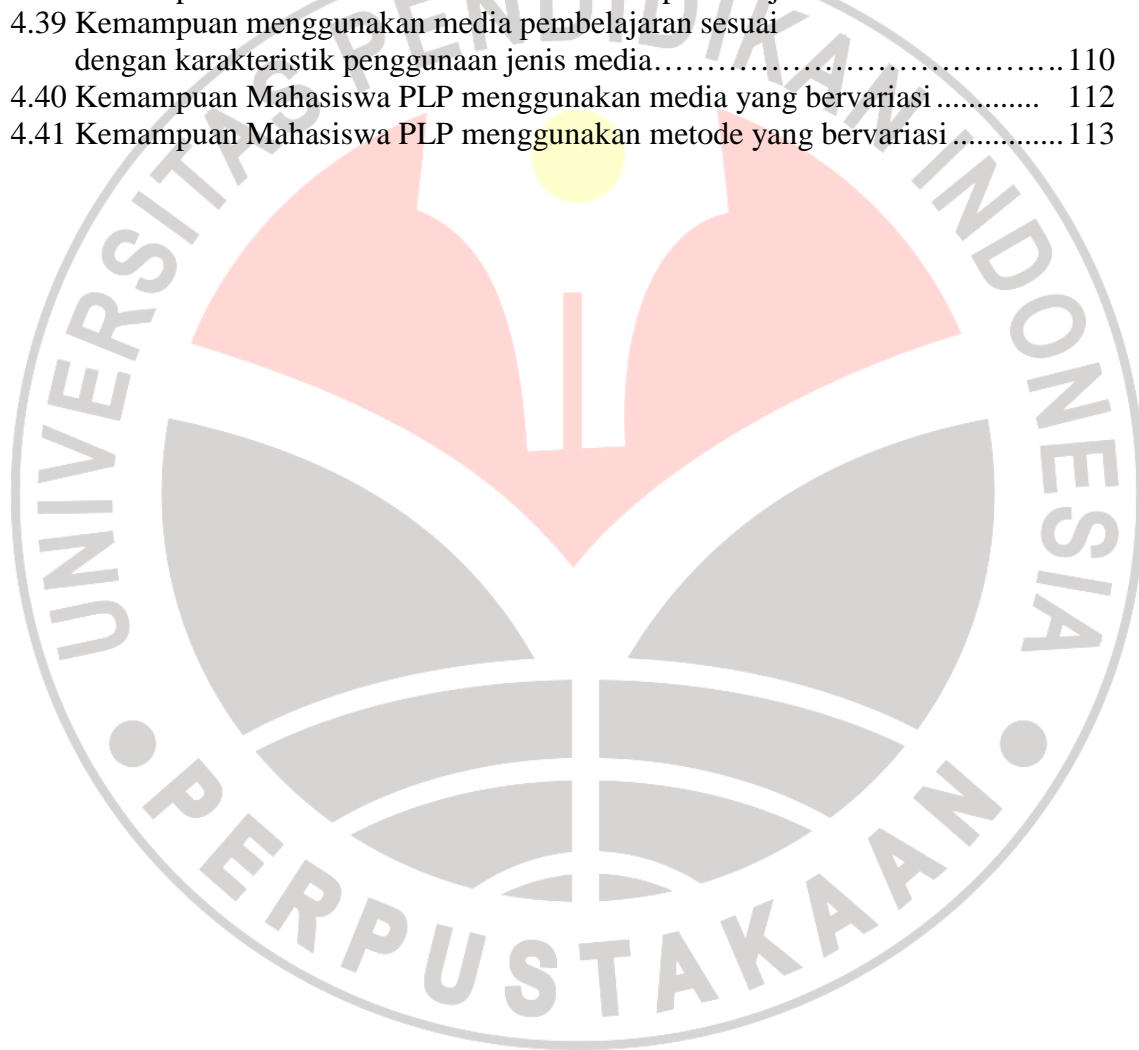 4.39 Kemampuan menggunakan media pembelajaran sesuai
dengan karakteristik penggunaan jenis media…………………………………….110
4.40 Kemampuan Mahasiswa PLP menggunakan media yang bervariasi ............ 112
4.41 Kemampuan Mahasiswa PLP menggunakan metode yang bervariasi .............. 113
UNIVERSITAS PENDIDIKAN INDONESIA
PERPUSTAKAAN